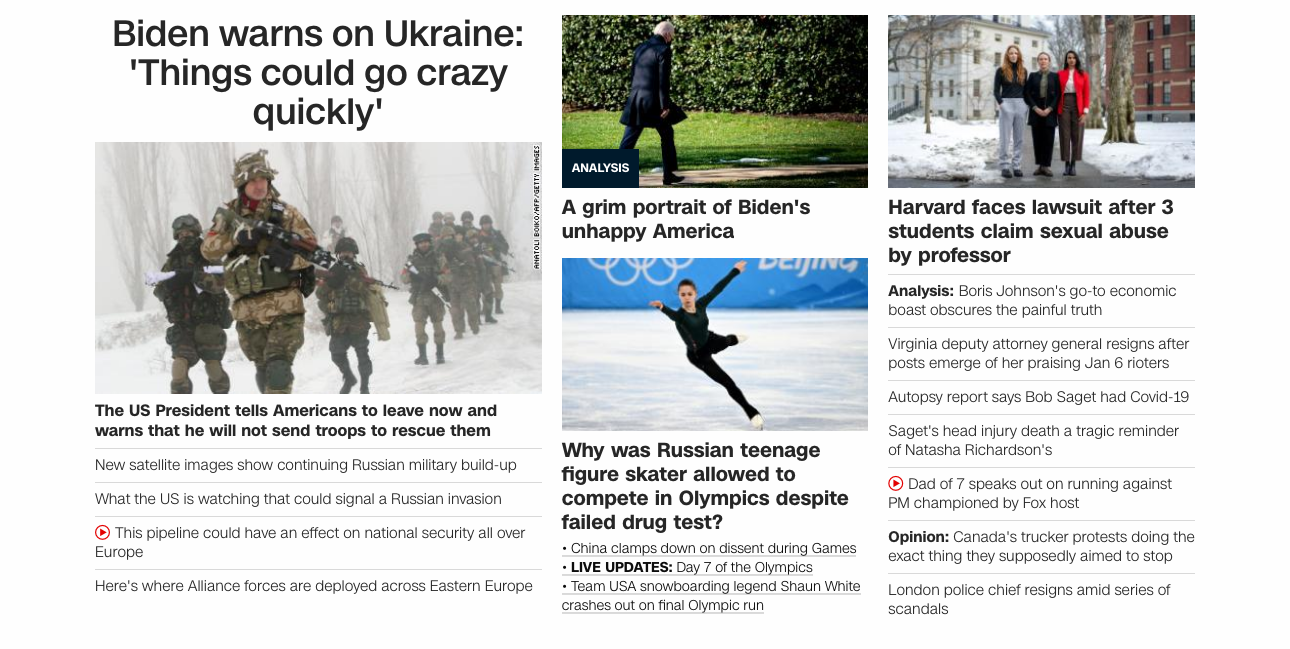 Biden warns on Ukraine:
'Things could go crazy
quickly'
ANATOLII BOIKO/AFP/GETTY IMAGES
The US President tells Americans to leave now and
warns that he will not send troops to rescue them
New satellite images show continuing Russian military build-up
What the US is watching that could signal a Russian invasion
This pipeline could have an effect on national security all over
Europe
Here's where Alliance forces are deployed across Eastern Europe
ANALYSIS
A grim portrait of Biden's
unhappy America
BEIJING
Why was Russian teenage
figure skater allowed to
compete in Olympics despite
failed drug test?
• China clamps down on dissent during Games
• LIVE UPDATES: Day 7 of the Olympics
• Team USA snowboarding legend Shaun White
crashes out on final Olympic run
Harvard faces lawsuit after 3
students claim sexual abuse
by professor
Analysis: Boris Johnson's go-to economic
boast obscures the painful truth
Virginia deputy attorney general resigns after
posts emerge of her praising Jan 6 rioters
Autopsy report says Bob Saget had Covid-19
Saget's head injury death a tragic reminder
of Natasha Richardson's
Dad of 7 speaks out on running against
PM championed by Fox host
Opinion: Canada's trucker protests doing the
exact thing they supposedly aimed to stop
London police chief resigns amid series of
scandals